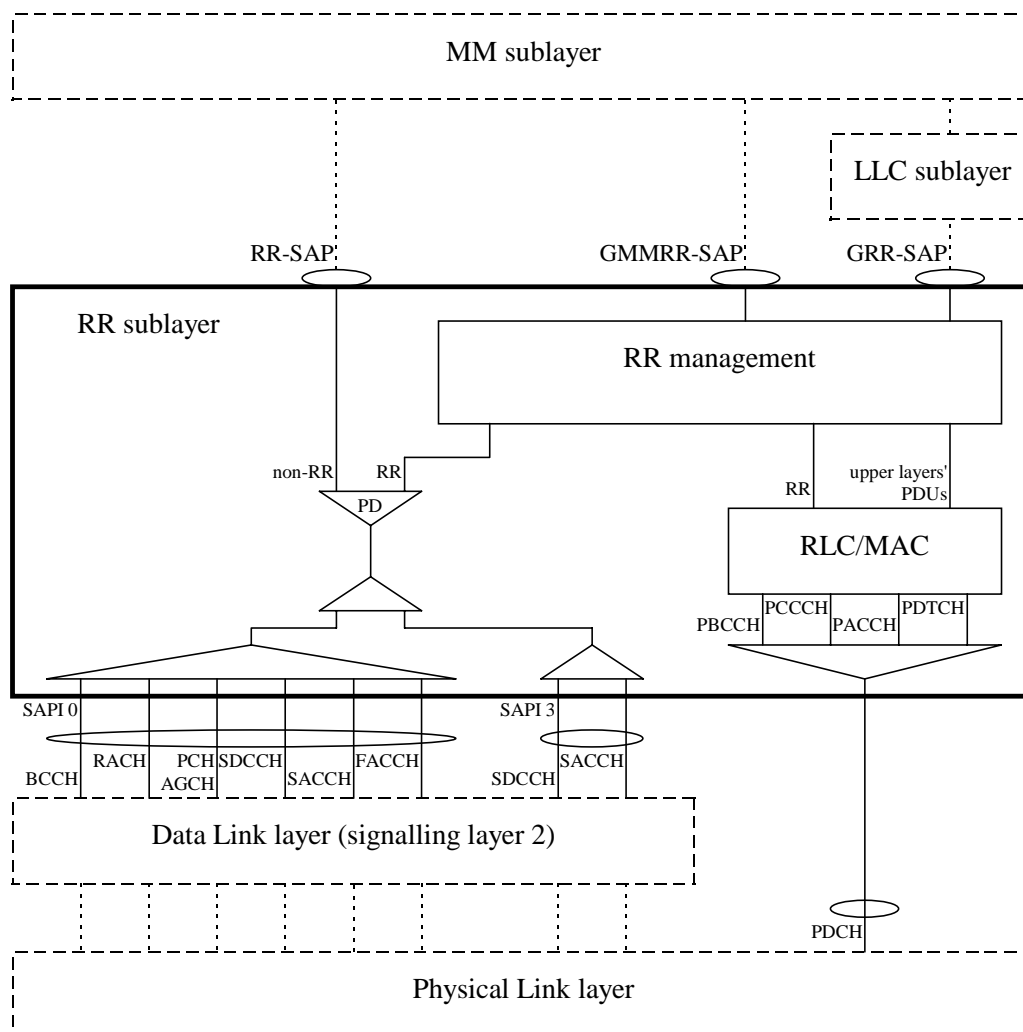 MM sublayer
LLC sublayer
RR-SAP
GMMRR-SAP
GRR-SAP
RR sublayer
RR management
non-RR
RR
RR
upper layers'
PDUs
PD
RLC/MAC
PCCCH
PDTCH
PBCCH
PACCH
SAPI 0
SAPI 3
RACH
PCH
SDCCH
FACCH
SACCH
BCCH
AGCH
SACCH
SDCCH
Data Link layer (signalling layer 2)
PDCH
Physical Link layer